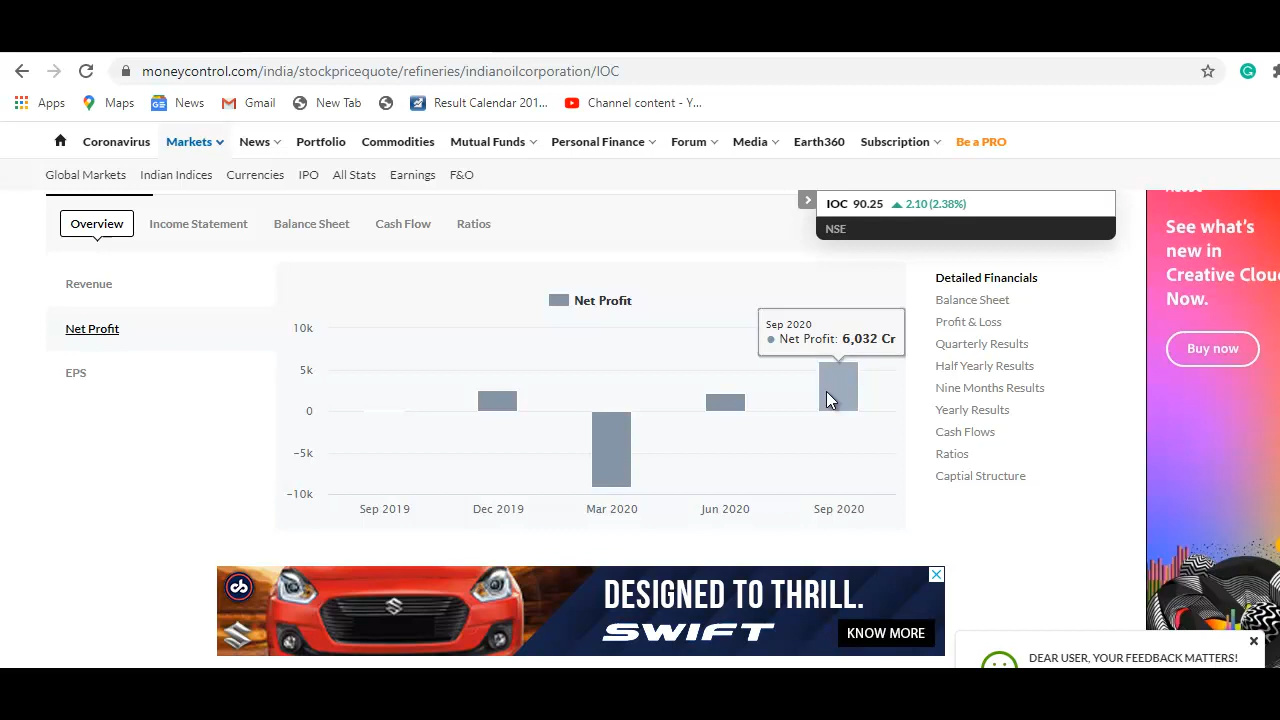 moneycontrol.com/india/stockpricequote/refineries/indianoilcorporation/IOC
Apps Maps News Gmail New Tab Result Calendar 201... Channel content - Y...
Coronavirus Markets News Portfolio Commodities Mutual Funds Personal Finance Forum Media Earth360 Subscription Be a PRO
Global Markets Indian Indices Currencies IPO All Stats Earnings F&O
IOC 90.25 2.10 (2.38%)
NSE
Overview Income Statement Balance Sheet Cash Flow Ratios
Revenue
Net Profit
EPS
Net Profit
10k
5k
0
−5k
−10k
Sep 2020
Net Profit: 6,032 Cr
Sep 2019 Dec 2019 Mar 2020 Jun 2020 Sep 2020
Detailed Financials
Balance Sheet
Profit & Loss
Quarterly Results
Half Yearly Results
Nine Months Results
Yearly Results
Cash Flows
Ratios
Captial Structure
See what's
new in
Creative Cloud
Now.
Buy now
DESIGNED TO THRILL.
SWIFT
KNOW MORE
DEAR USER, YOUR FEEDBACK MATTERS!